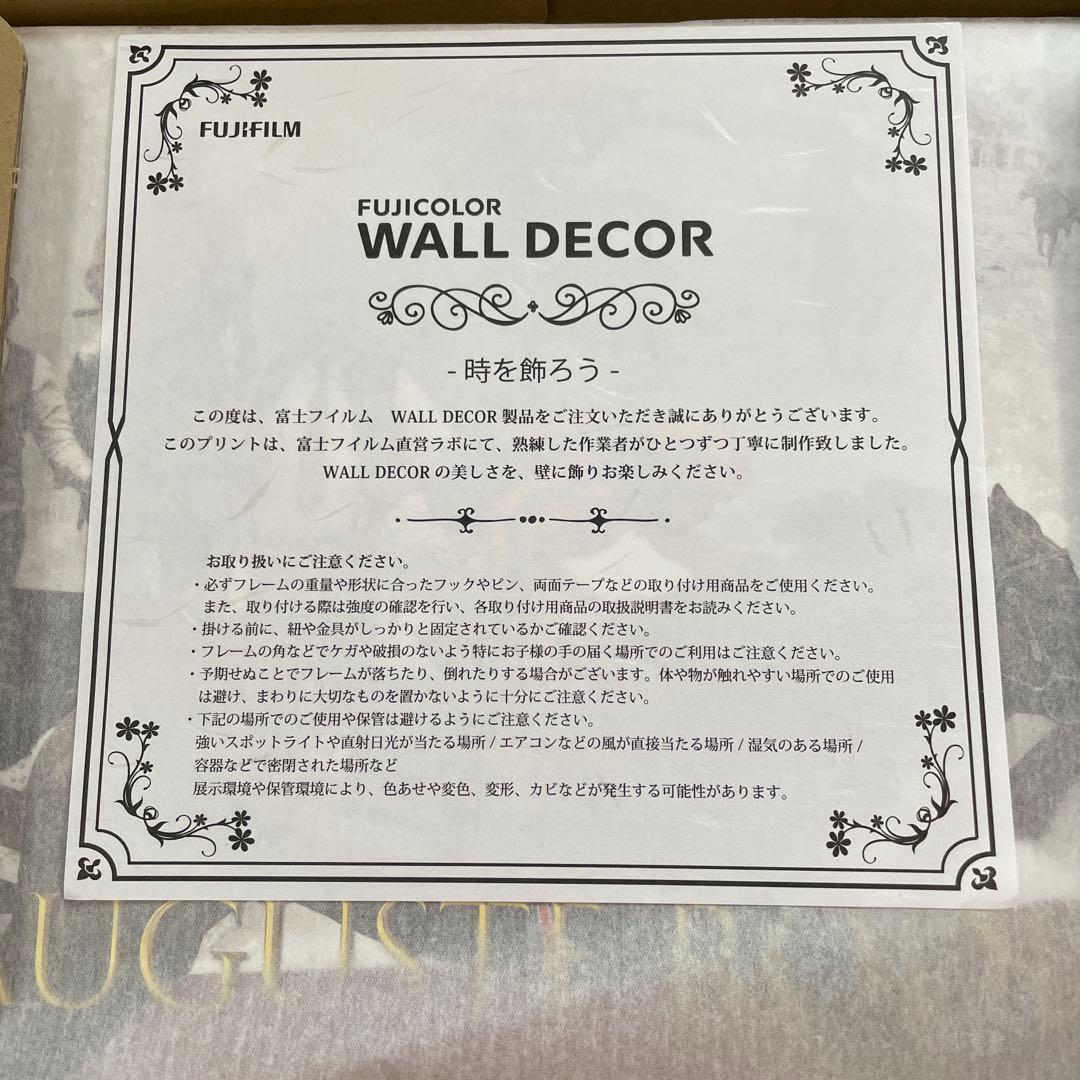 FUJIFILM
FUJICOLOR
WALL DECOR
- 時を飾ろう -
この度は、富士フイルム　WALL DECOR 製品をご注文いただき誠にありがとうございます。
このプリントは、富士フイルム直営ラボにて、熟練した作業者がひとつずつ丁寧に制作致しました。
WALL DECOR の美しさを、壁に飾りお楽しみください。
お取り扱いにご注意ください。
・必ずフレームの重量や形状に合ったフックやピン、両面テープなどの取り付け用商品をご使用ください。
また、取り付ける際は強度の確認を行い、各取り付け用商品の取扱説明書をお読みください。
・掛ける前に、紐や金具がしっかりと固定されているかご確認ください。
・フレームの角などでケガや破損のないよう特にお子様の手の届く場所でのご利用はご注意ください。
・予期せぬことでフレームが落ちたり、倒れたりする場合がございます。体や物が触れやすい場所でのご使用
は避け、まわりに大切なものを置かないように十分にご注意ください。
・下記の場所でのご使用や保管は避けるようにご注意ください。
強いスポットライトや直射日光が当たる場所 / エアコンなどの風が直接当たる場所 / 湿気のある場所 /
容器などで密閉された場所など
展示環境や保管環境により、色あせや変色、変形、カビなどが発生する可能性があります。
AUGUSTE